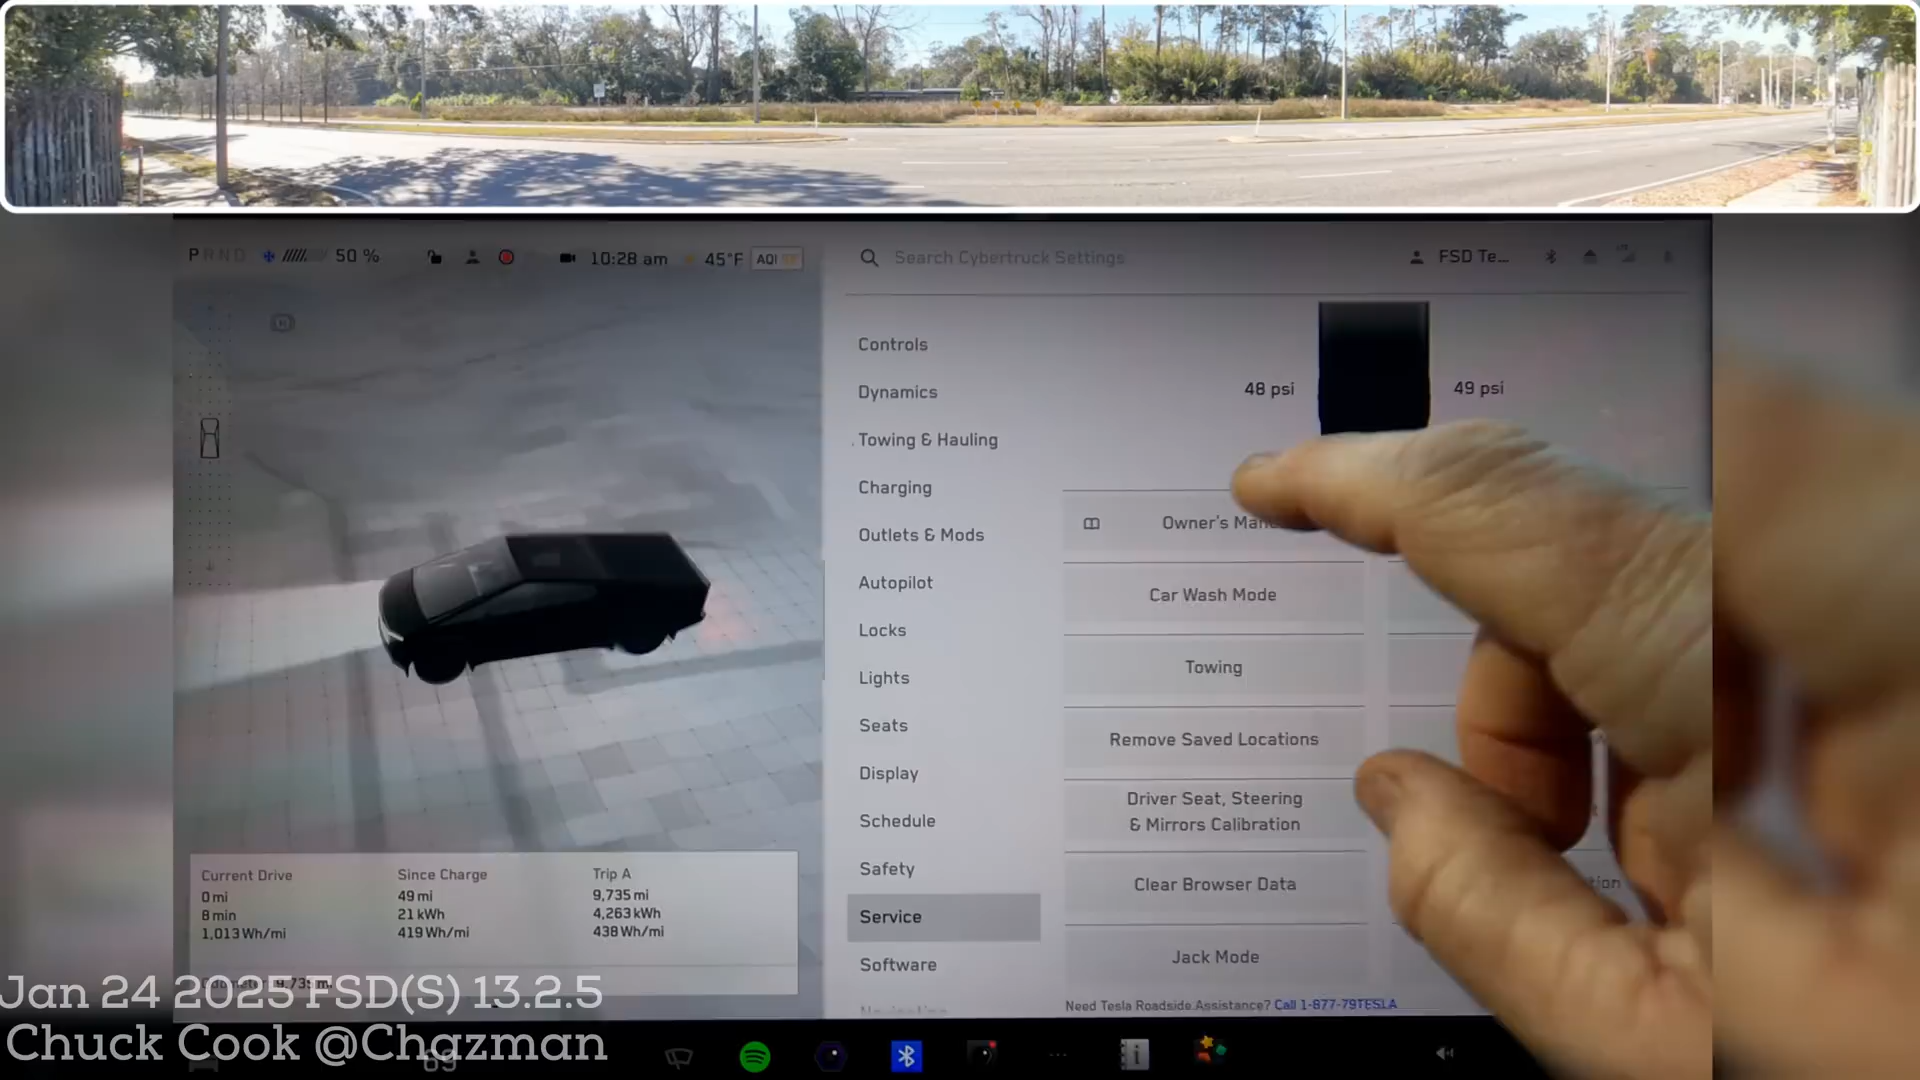 PRND 50 % 10:28 am 45°F AQI
Search Cybertruck Settings
FSD Te...
Controls
Dynamics
Towing & Hauling
Charging
Outlets & Mods
Autopilot
Locks
Lights
Seats
Display
Schedule
Safety
Service
Software
48 psi
49 psi
Owner's
Car Wash Mode
Towing
Remove Saved Locations
Driver Seat, Steering
& Mirrors Calibration
Clear Browser Data
Jack Mode
Need Tesla Roadside Assistance? Call 1-877-79TESLA
Current Drive
0 mi
8 min
1,013 Wh/mi
Since Charge
49 mi
21 kWh
419 Wh/mi
Trip A
9,735 mi
4,263 kWh
438 Wh/mi
Jan 24 2025 FSD(S) 13.2.5
Chuck Cook @Chazman
69